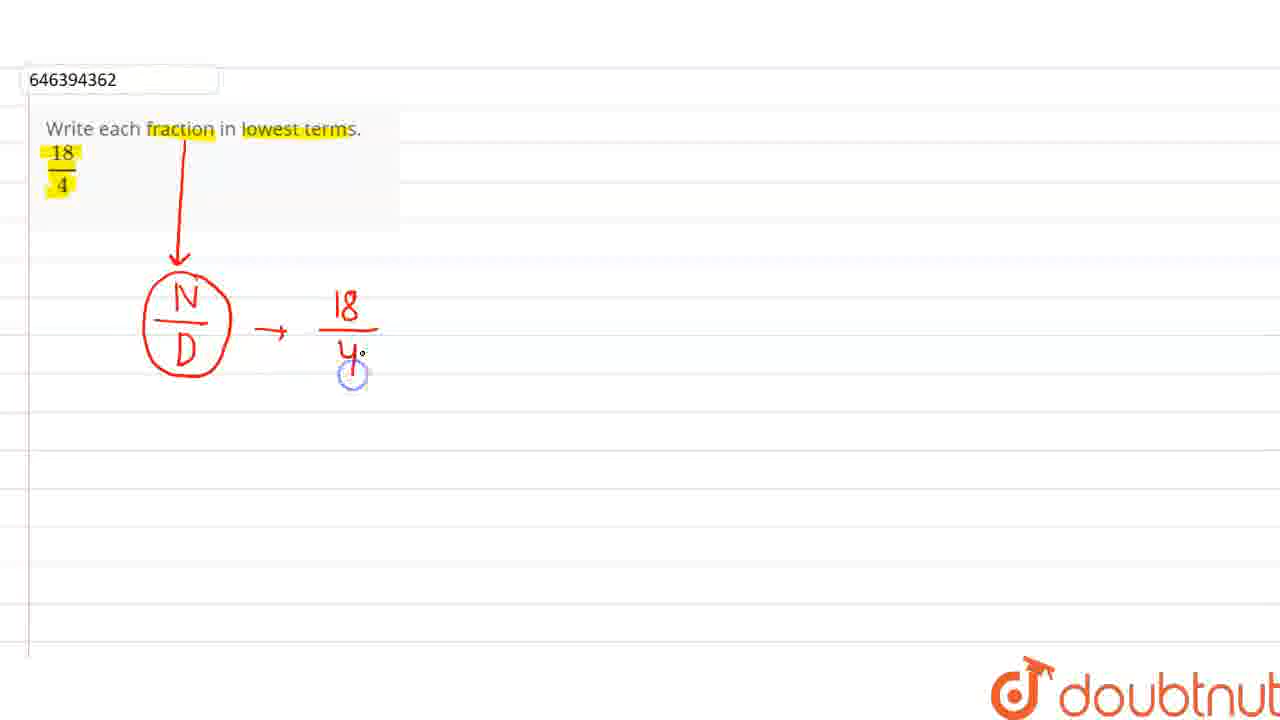 646394362
Write each fraction in lowest terms.
18
4
N
D
→ 18
4
doubtnut